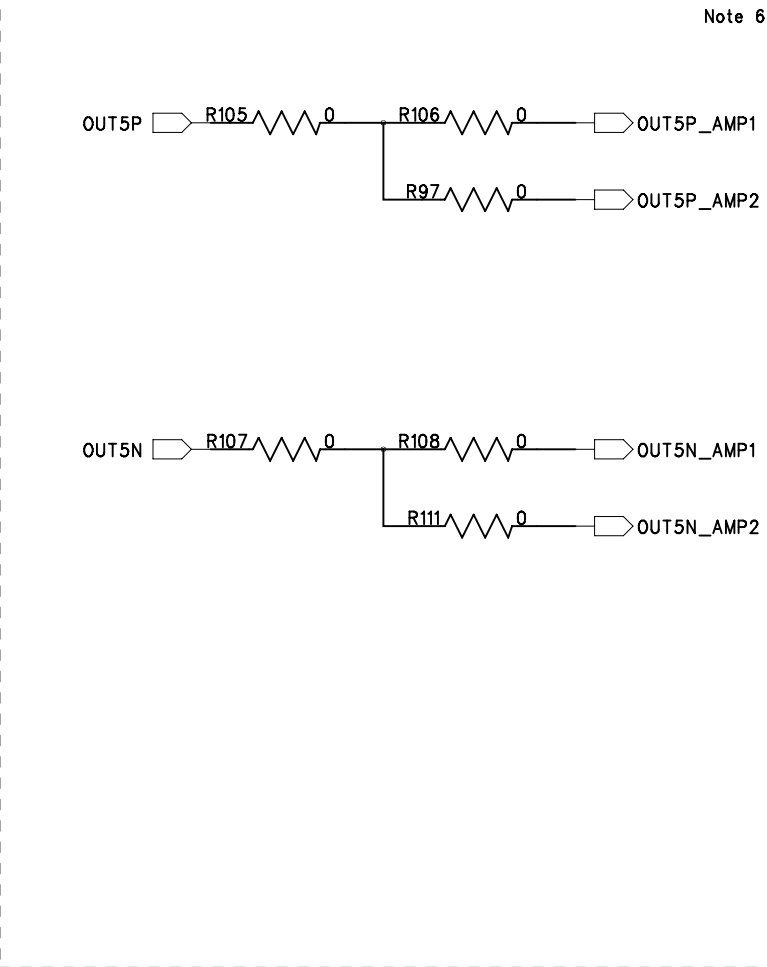 Note 6
OUT5P R105 0 R106 0 OUT5P_AMP1
R97 0 OUT5P_AMP2
OUT5N R107 0 R108 0 OUT5N_AMP1
R111 0 OUT5N_AMP2